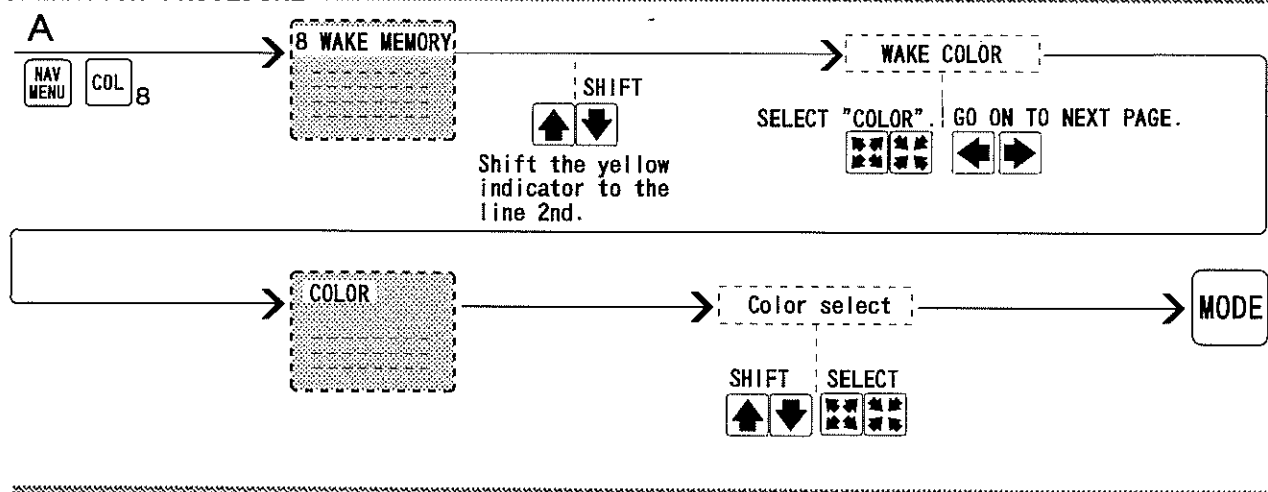 A
NAV MENU COL 8
8 WAKE MEMORY
SHIFT
Shift the yellow
indicator to the
line 2nd.
WAKE COLOR
SELECT "COLOR". GO ON TO NEXT PAGE.
COLOR
Color select
SHIFT SELECT
MODE